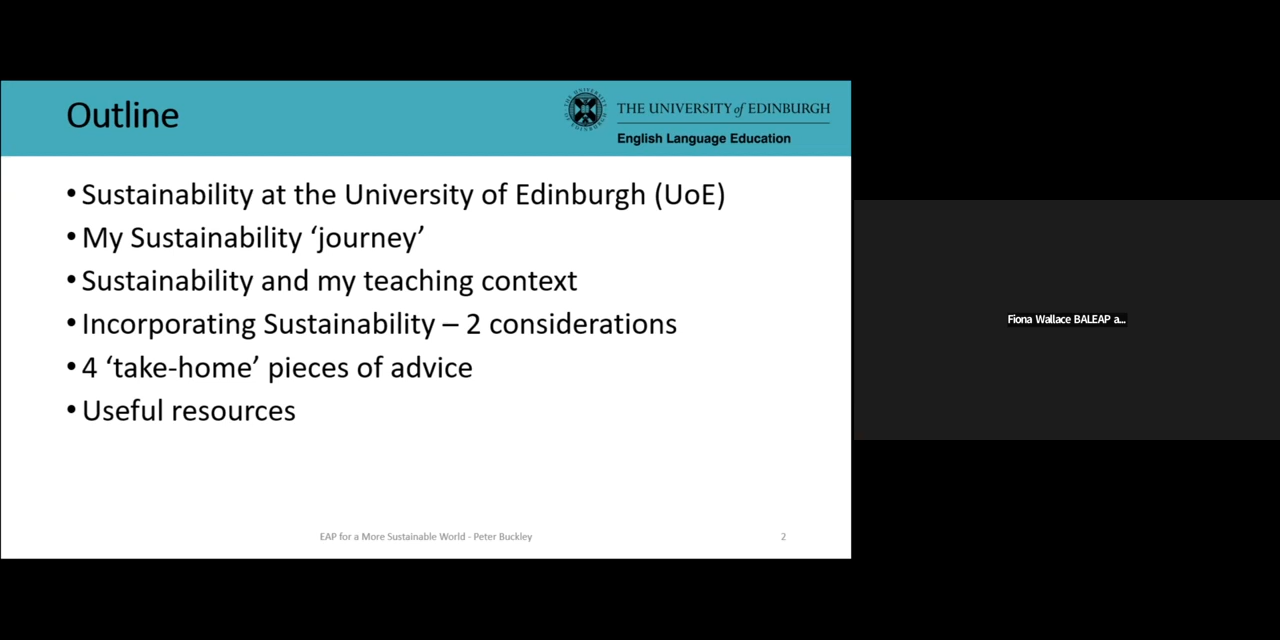 Outline
THE UNIVERSITY of EDINBURGH
English Language Education
• Sustainability at the University of Edinburgh (UoE)
• My Sustainability ‘journey’
• Sustainability and my teaching context
• Incorporating Sustainability – 2 considerations
• 4 ‘take-home’ pieces of advice
• Useful resources
EAP for a More Sustainable World - Peter Buckley
2
Fiona Wallace BALEAP a...